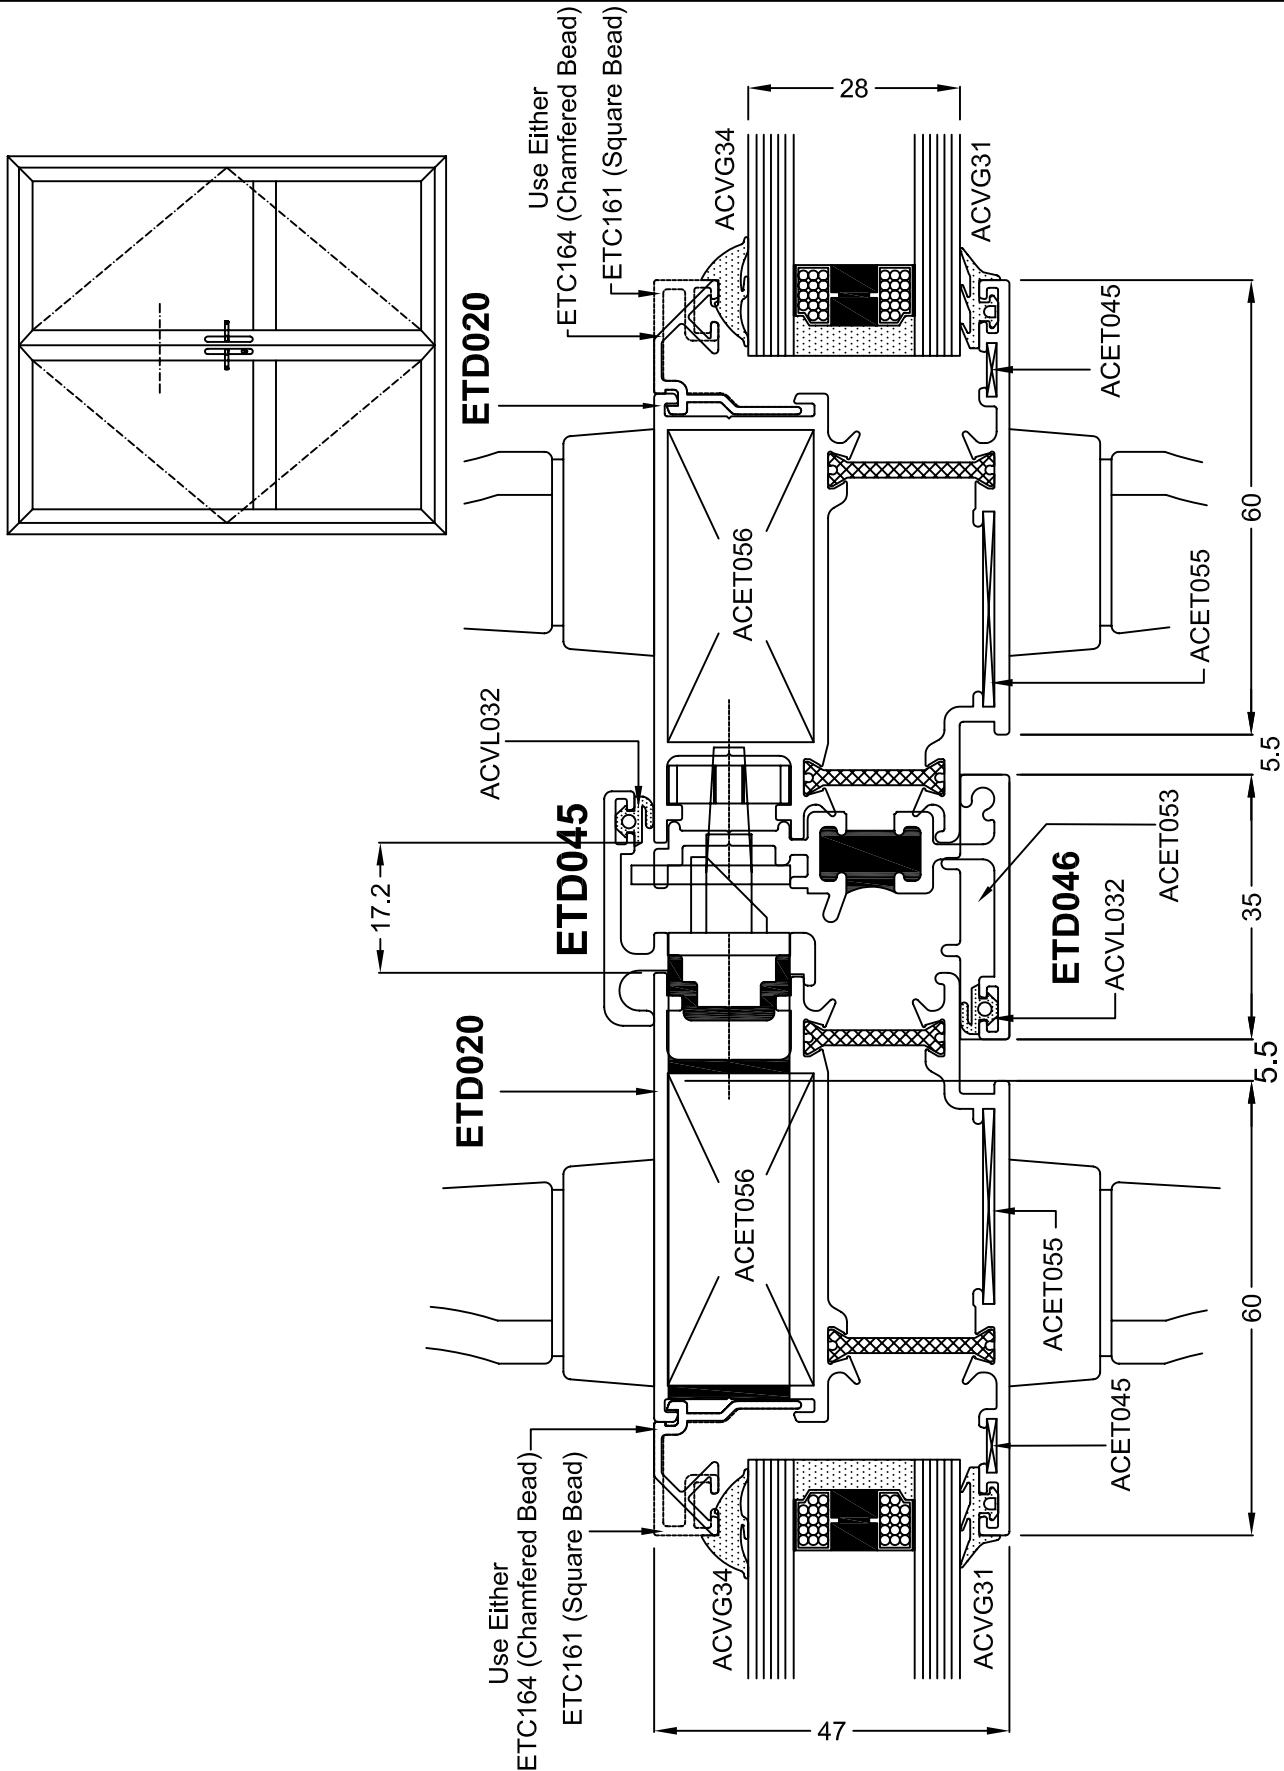 Use Either
ETC164 (Chamfered Bead)
ETC161 (Square Bead)
ACVG34
28
ACVG31
ETD020
ACET045
ACET056
60
ACET055
ACVL032
5.5
ETD045
17.2
ACET053
ETD046
35
ACVL032
ETD020
5.5
ACET056
ACET055
60
ACET045
Use Either
ETC164 (Chamfered Bead)
ETC161 (Square Bead)
ACVG34
ACVG31
47